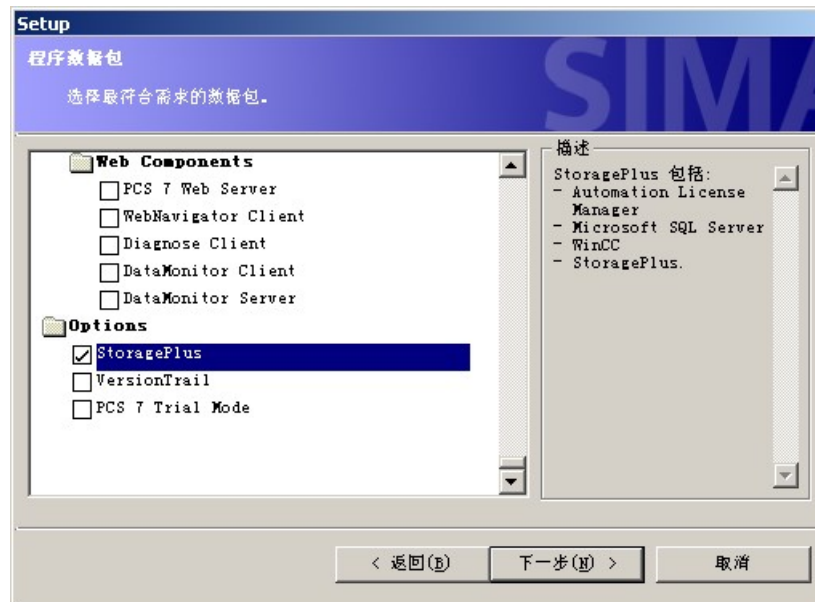 Setup
程序数据包
选择最符合需求的数据包。
SIMA
Web Components
PCS 7 Web Server
WebNavigator Client
Diagnose Client
DataMonitor Client
DataMonitor Server
Options
StoragePlus
VersionTrail
PCS 7 Trial Mode
描述
StoragePlus 包括:
- Automation License
Manager
- Microsoft SQL Server
- WinCC
- StoragePlus.
< 返回(B)
下一步(N) >
取消